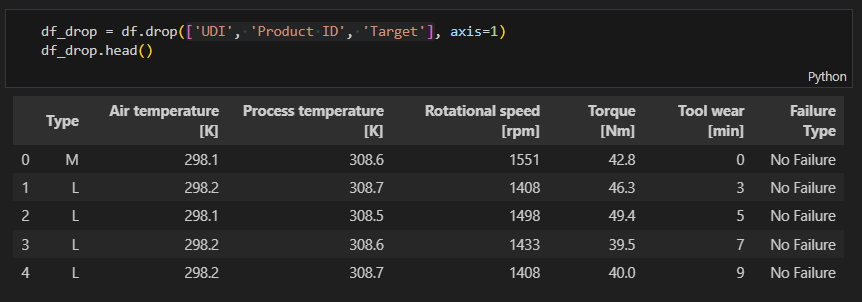 df_drop = df.drop(['UDI', 'Product ID', 'Target'], axis=1)
df_drop.head()
Python
Type Air temperature [K] Process temperature [K] Rotational speed [rpm] Torque [Nm] Tool wear [min] Failure Type
0 M 298.1 308.6 1551 42.8 0 No Failure
1 L 298.2 308.7 1408 46.3 3 No Failure
2 L 298.1 308.5 1498 49.4 5 No Failure
3 L 298.2 308.6 1433 39.5 7 No Failure
4 L 298.2 308.7 1408 40.0 9 No Failure